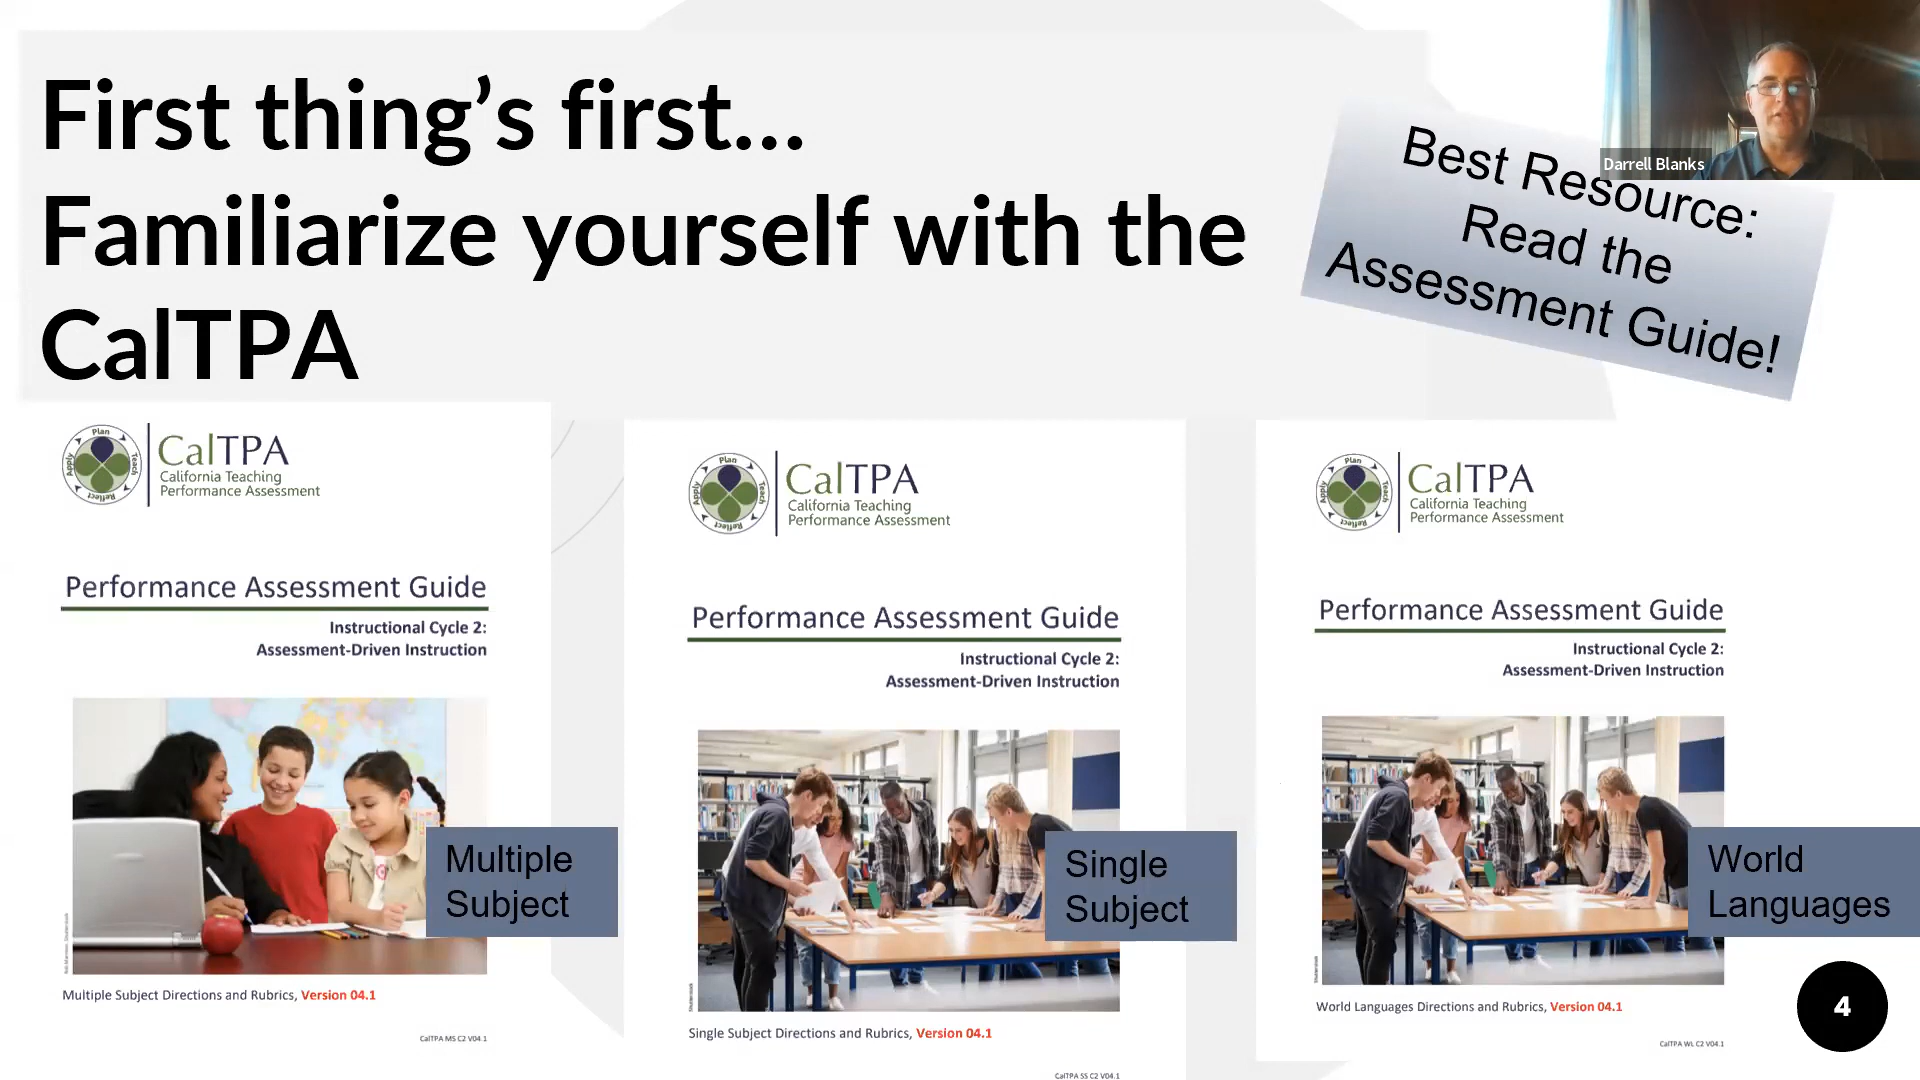 First thing’s first...
Familiarize yourself with the
CalTPA
Darrell Blanks
Best Resource:
Read the
Assessment Guide!
Plan
Teach
Reflect
Apply
CalTPA
California Teaching
Performance Assessment
Performance Assessment Guide
Instructional Cycle 2:
Assessment-Driven Instruction
Multiple
Subject
Multiple Subject Directions and Rubrics, Version 04.1
CalTPA MS C2 V04.1
Plan
Teach
Reflect
Apply
CalTPA
California Teaching
Performance Assessment
Performance Assessment Guide
Instructional Cycle 2:
Assessment-Driven Instruction
Single
Subject
Single Subject Directions and Rubrics, Version 04.1
CalTPA SS C2 V04.1
Plan
Teach
Reflect
Apply
CalTPA
California Teaching
Performance Assessment
Performance Assessment Guide
Instructional Cycle 2:
Assessment-Driven Instruction
World
Languages
World Languages Directions and Rubrics, Version 04.1
CalTPA WL C2 V04.1
4